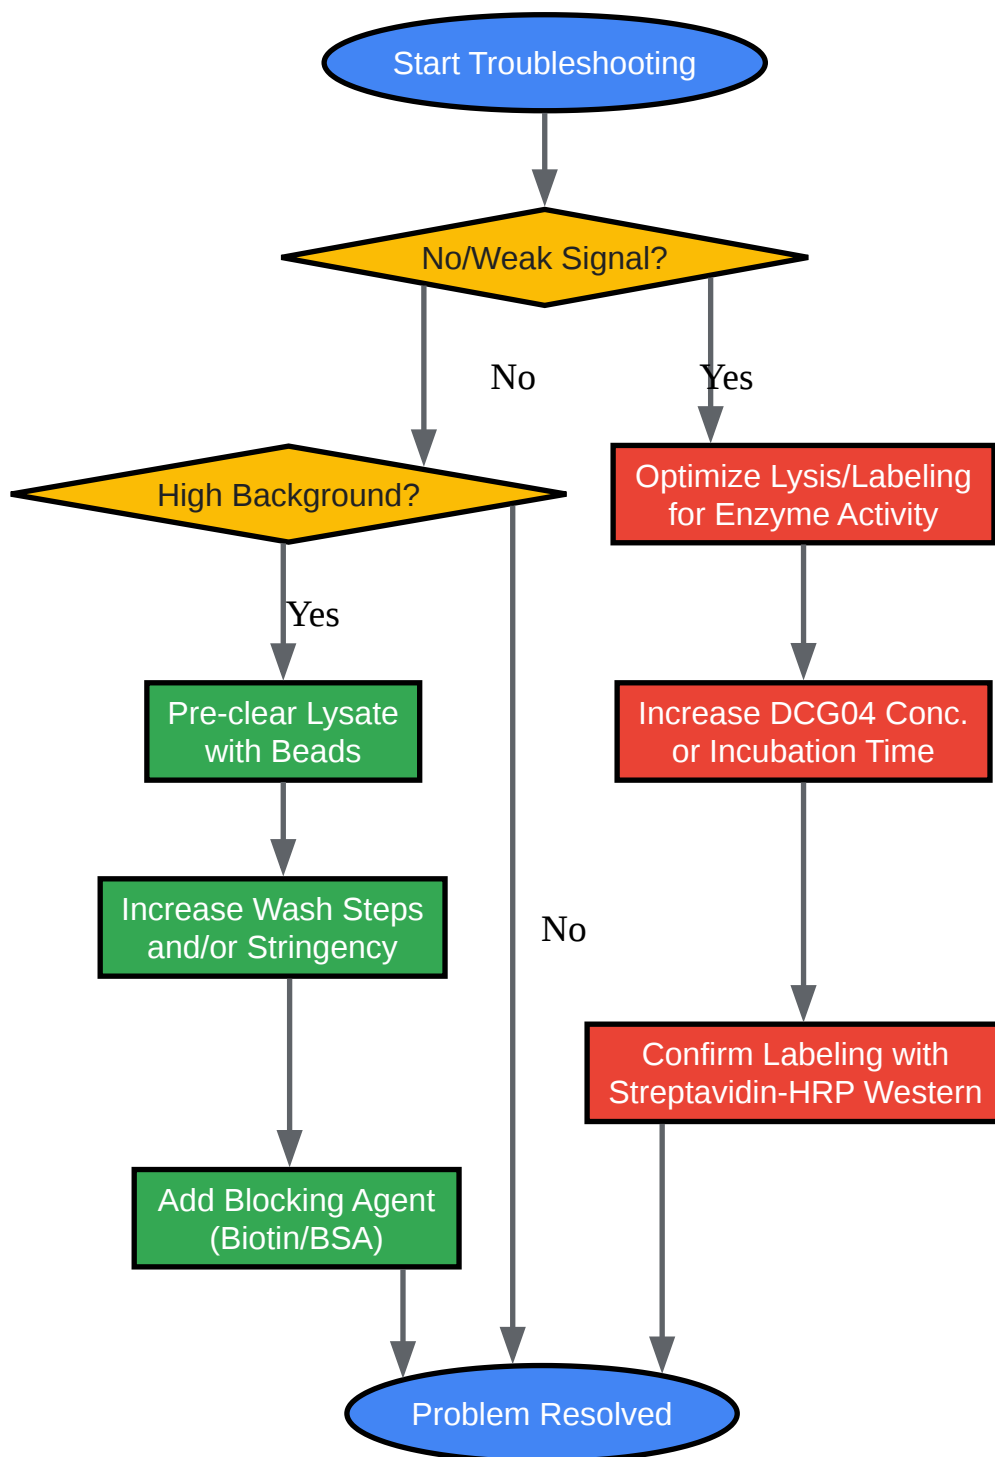 Start Troubleshooting
No/Weak Signal?
No
Yes
High Background?
Optimize Lysis/Labeling
for Enzyme Activity
Yes
Pre-clear Lysate
with Beads
Increase DCG04 Conc.
or Incubation Time
Increase Wash Steps
and/or Stringency
No
Confirm Labeling with
Streptavidin-HRP Western
Add Blocking Agent
(Biotin/BSA)
Problem Resolved